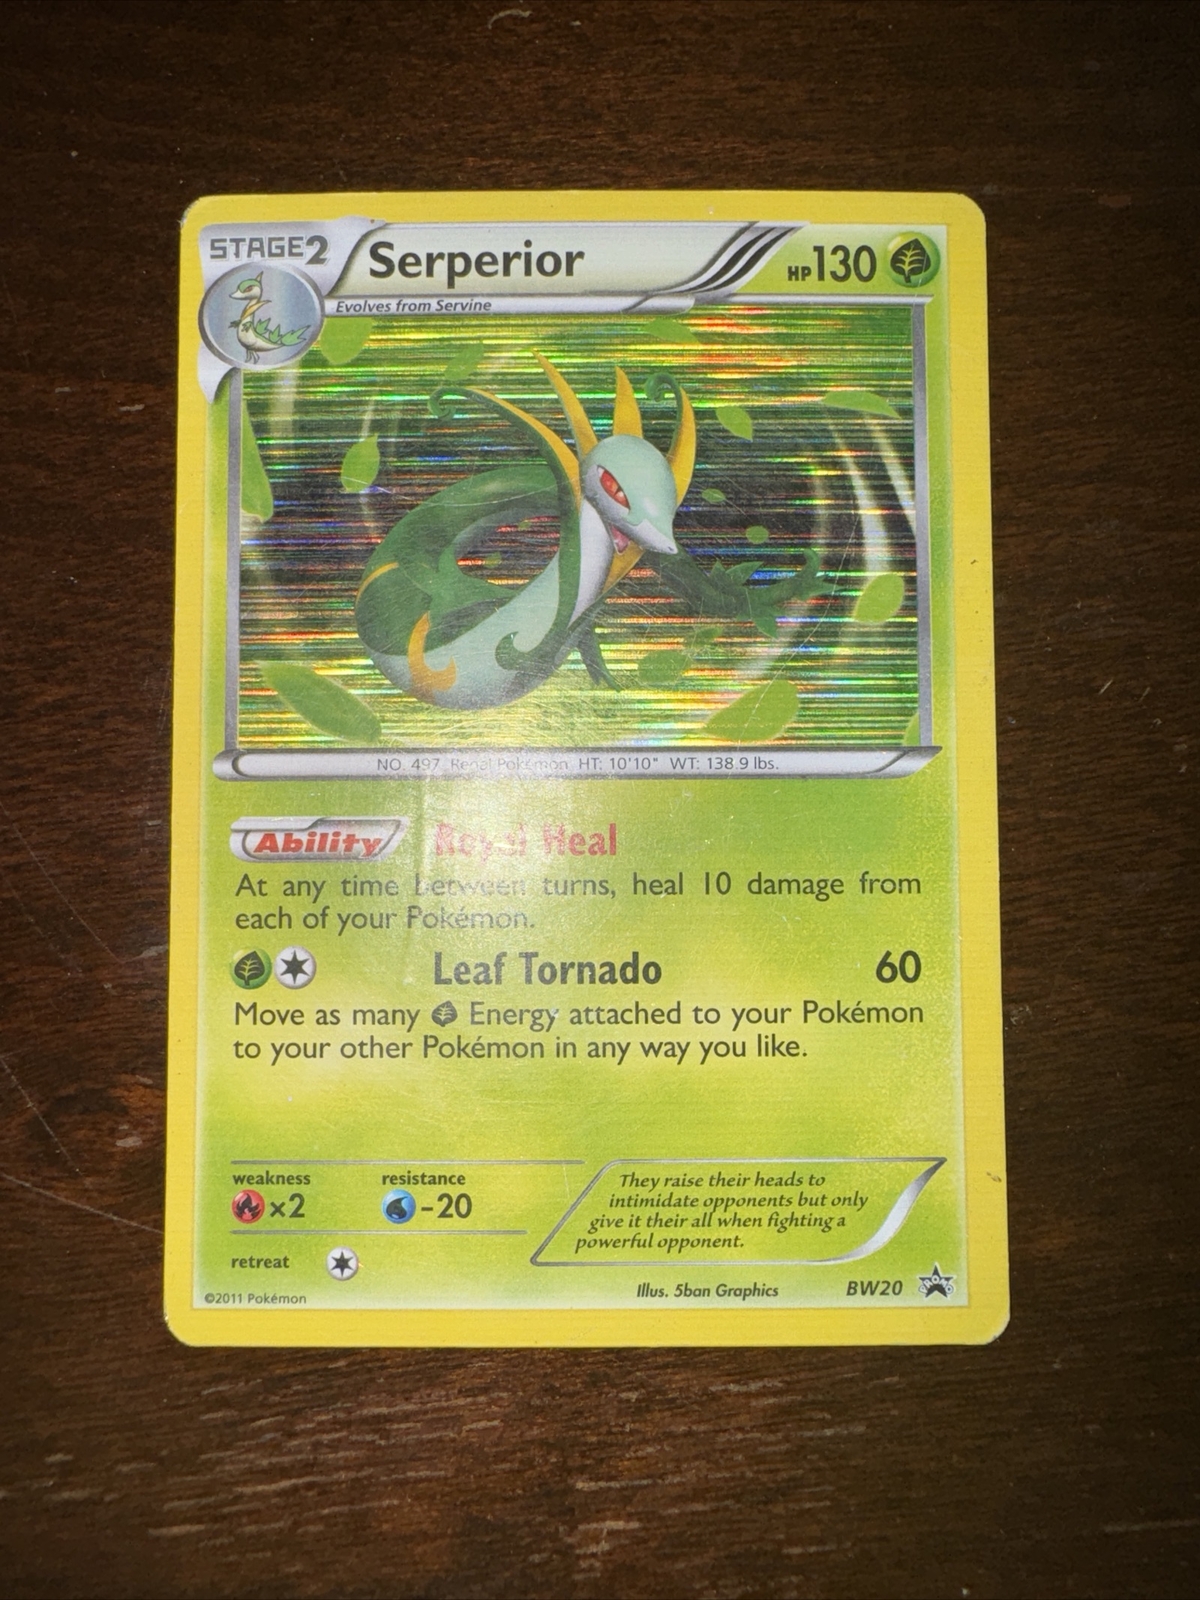 STAGE2
Serperior
HP130
Evolves from Servine
NO. 497 Regal Pokémon HT: 10'10" WT: 138.9 lbs.
Ability Royal Heal
At any time between turns, heal 10 damage from
each of your Pokémon.
Leaf Tornado 60
Move as many Energy attached to your Pokémon
to your other Pokémon in any way you like.
weakness resistance
×2 -20
retreat
They raise their heads to
intimidate opponents but only
give it their all when fighting a
powerful opponent.
©2011 Pokémon
Illus. 5ban Graphics
BW20
PROMO